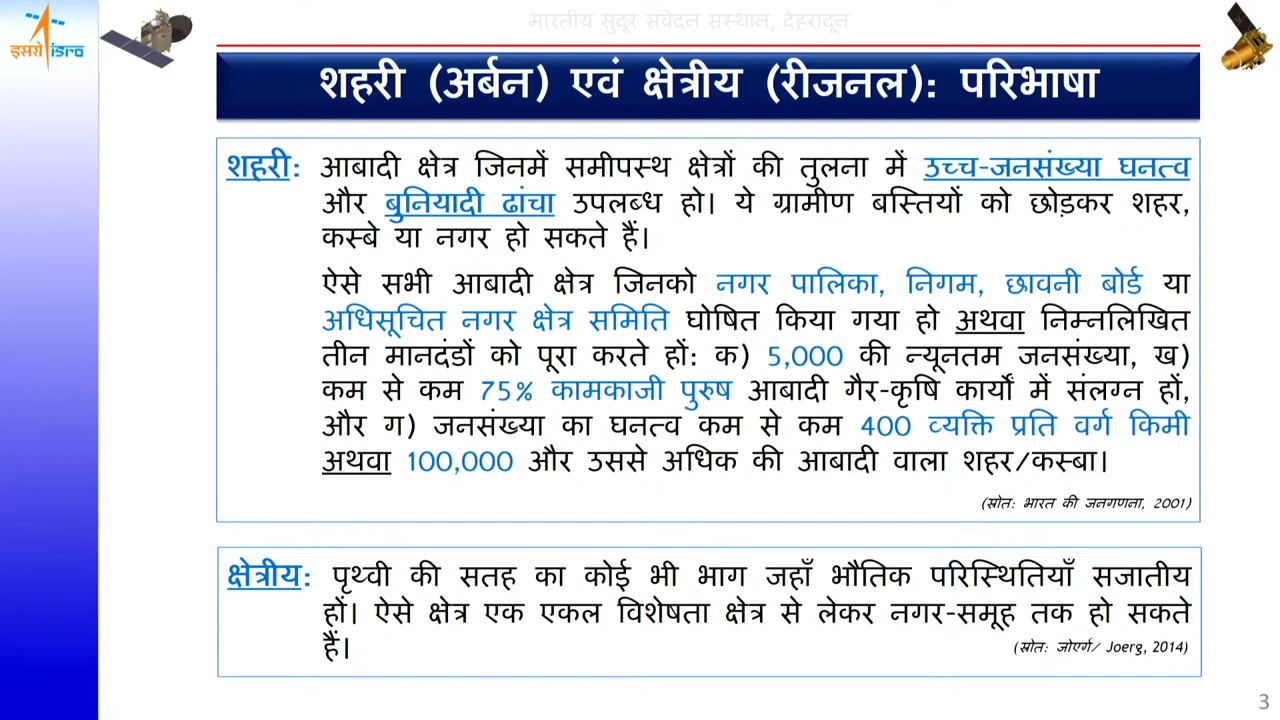 भारतीय सुदूर संवेदन संस्थान, देहरादून
इसरो isro
शहरी (अर्बन) एवं क्षेत्रीय (रीजनल): परिभाषा
शहरी: आबादी क्षेत्र जिनमें समीपस्थ क्षेत्रों की तुलना में उच्च-जनसंख्या घनत्व
और बुनियादी ढांचा उपलब्ध हो। ये ग्रामीण बस्तियों को छोड़कर शहर,
कस्बे या नगर हो सकते हैं।
ऐसे सभी आबादी क्षेत्र जिनको नगर पालिका, निगम, छावनी बोर्ड या
अधिसूचित नगर क्षेत्र समिति घोषित किया गया हो अथवा निम्नलिखित
तीन मानदंडों को पूरा करते हों: क) 5,000 की न्यूनतम जनसंख्या, ख)
कम से कम 75% कामकाजी पुरुष आबादी गैर-कृषि कार्यों में संलग्न हों,
और ग) जनसंख्या का घनत्व कम से कम 400 व्यक्ति प्रति वर्ग किमी
अथवा 100,000 और उससे अधिक की आबादी वाला शहर/कस्बा।
(स्रोत: भारत की जनगणना, 2001)
क्षेत्रीय: पृथ्वी की सतह का कोई भी भाग जहाँ भौतिक परिस्थितियाँ सजातीय
हों। ऐसे क्षेत्र एक एकल विशेषता क्षेत्र से लेकर नगर-समूह तक हो सकते
हैं।
(स्रोत: जोएर्ग/ Joerg, 2014)
3